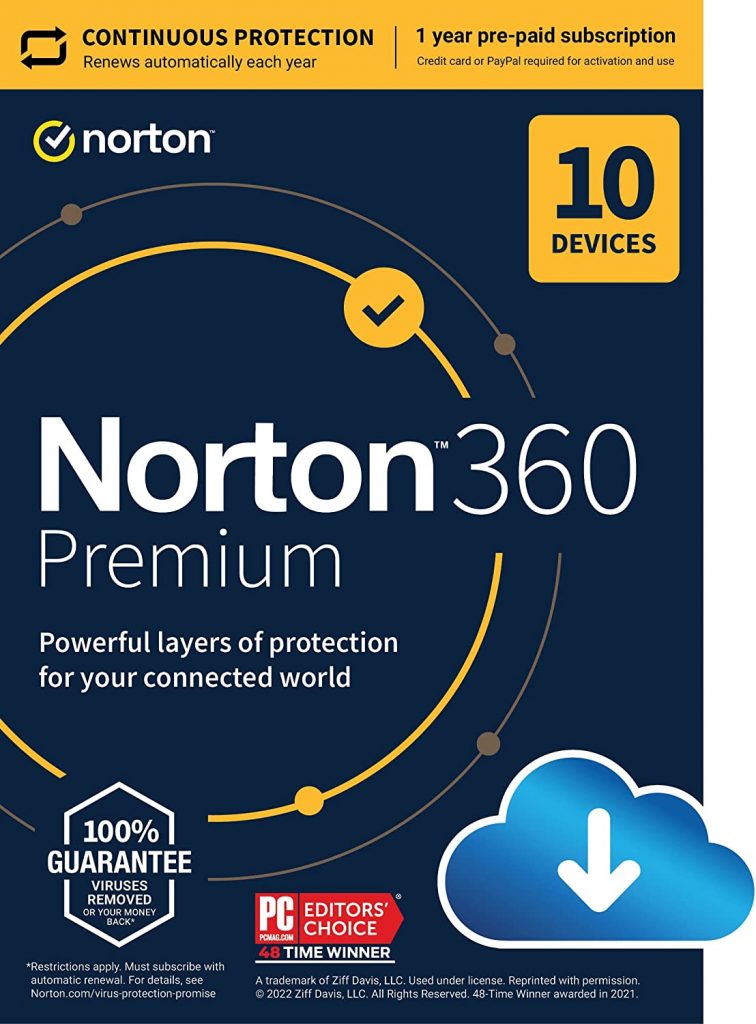 CONTINUOUS PROTECTION
Renews automatically each year
1 year pre-paid subscription
Credit card or PayPal required for activation and use
norton™
10
DEVICES
Norton™ 360
Premium
Powerful layers of protection
for your connected world
100%
GUARANTEE
VIRUSES
REMOVED
OR YOUR MONEY
BACK*
*Restrictions apply. Must subscribe with
automatic renewal. For details, see
Norton.com/virus-protection-promise
PC
PCMAG.COM
EDITORS'
CHOICE
®
48 TIME WINNER
A trademark of Ziff Davis, LLC. Used under license. Reprinted with permission.
© 2022 Ziff Davis, LLC. All Rights Reserved. 48-Time Winner awarded in 2021.